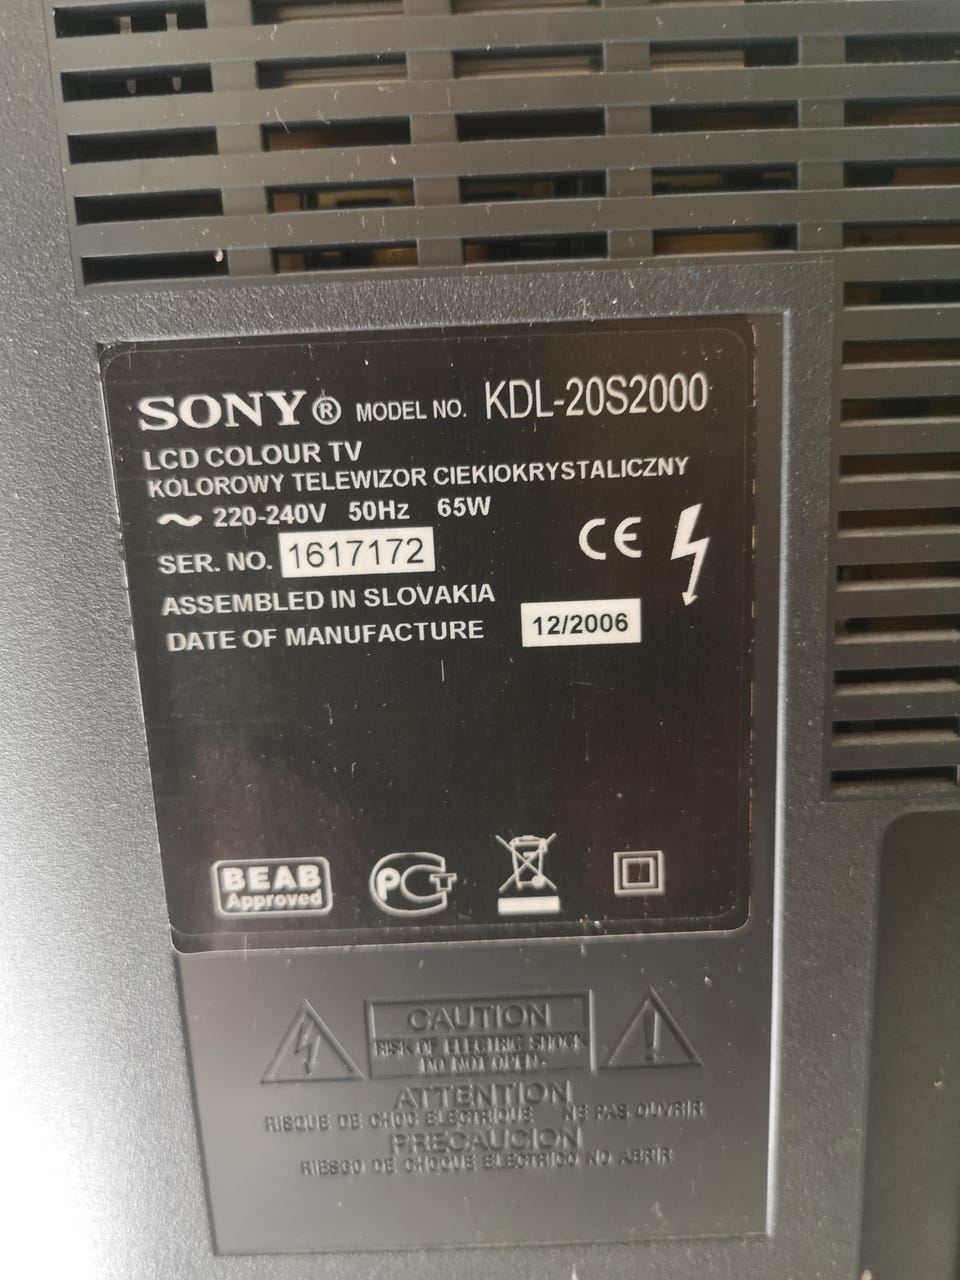 SONY® MODEL NO. KDL-20S2000
LCD COLOUR TV
KOLOROWY TELEWIZOR CIEKIOKRYSTALICZNY
~ 220-240V 50Hz 65W
SER. NO. 1617172
CE
ASSEMBLED IN SLOVAKIA
DATE OF MANUFACTURE 12/2006
BEAB
Approved
PCT
CAUTION
RISK OF ELECTRIC SHOCK
DO NOT OPEN
ATTENTION
RISQUE DE CHOC ELECTRIQUE NE PAS OUVRIR
PRECAUCION
RIESGO DE CHOQUE ELECTRICO NO ABRIR